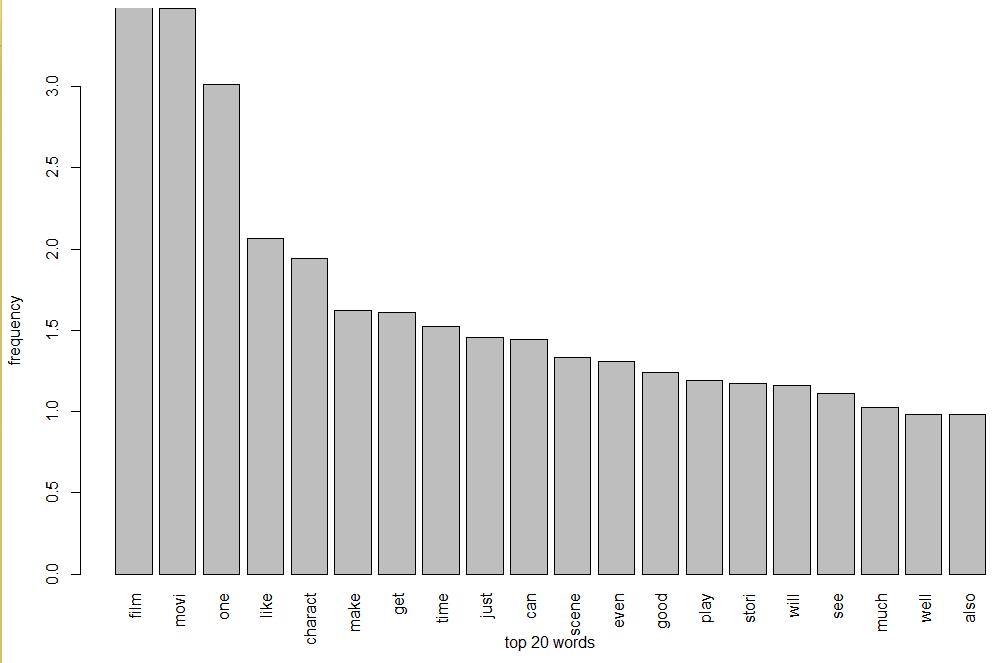 3.0
2.5
2.0
1.5
1.0
0.5
0.0
frequency
film
movi
one
like
charact
make
get
time
just
can
scene
even
good
play
stori
will
see
much
well
also
top 20 words